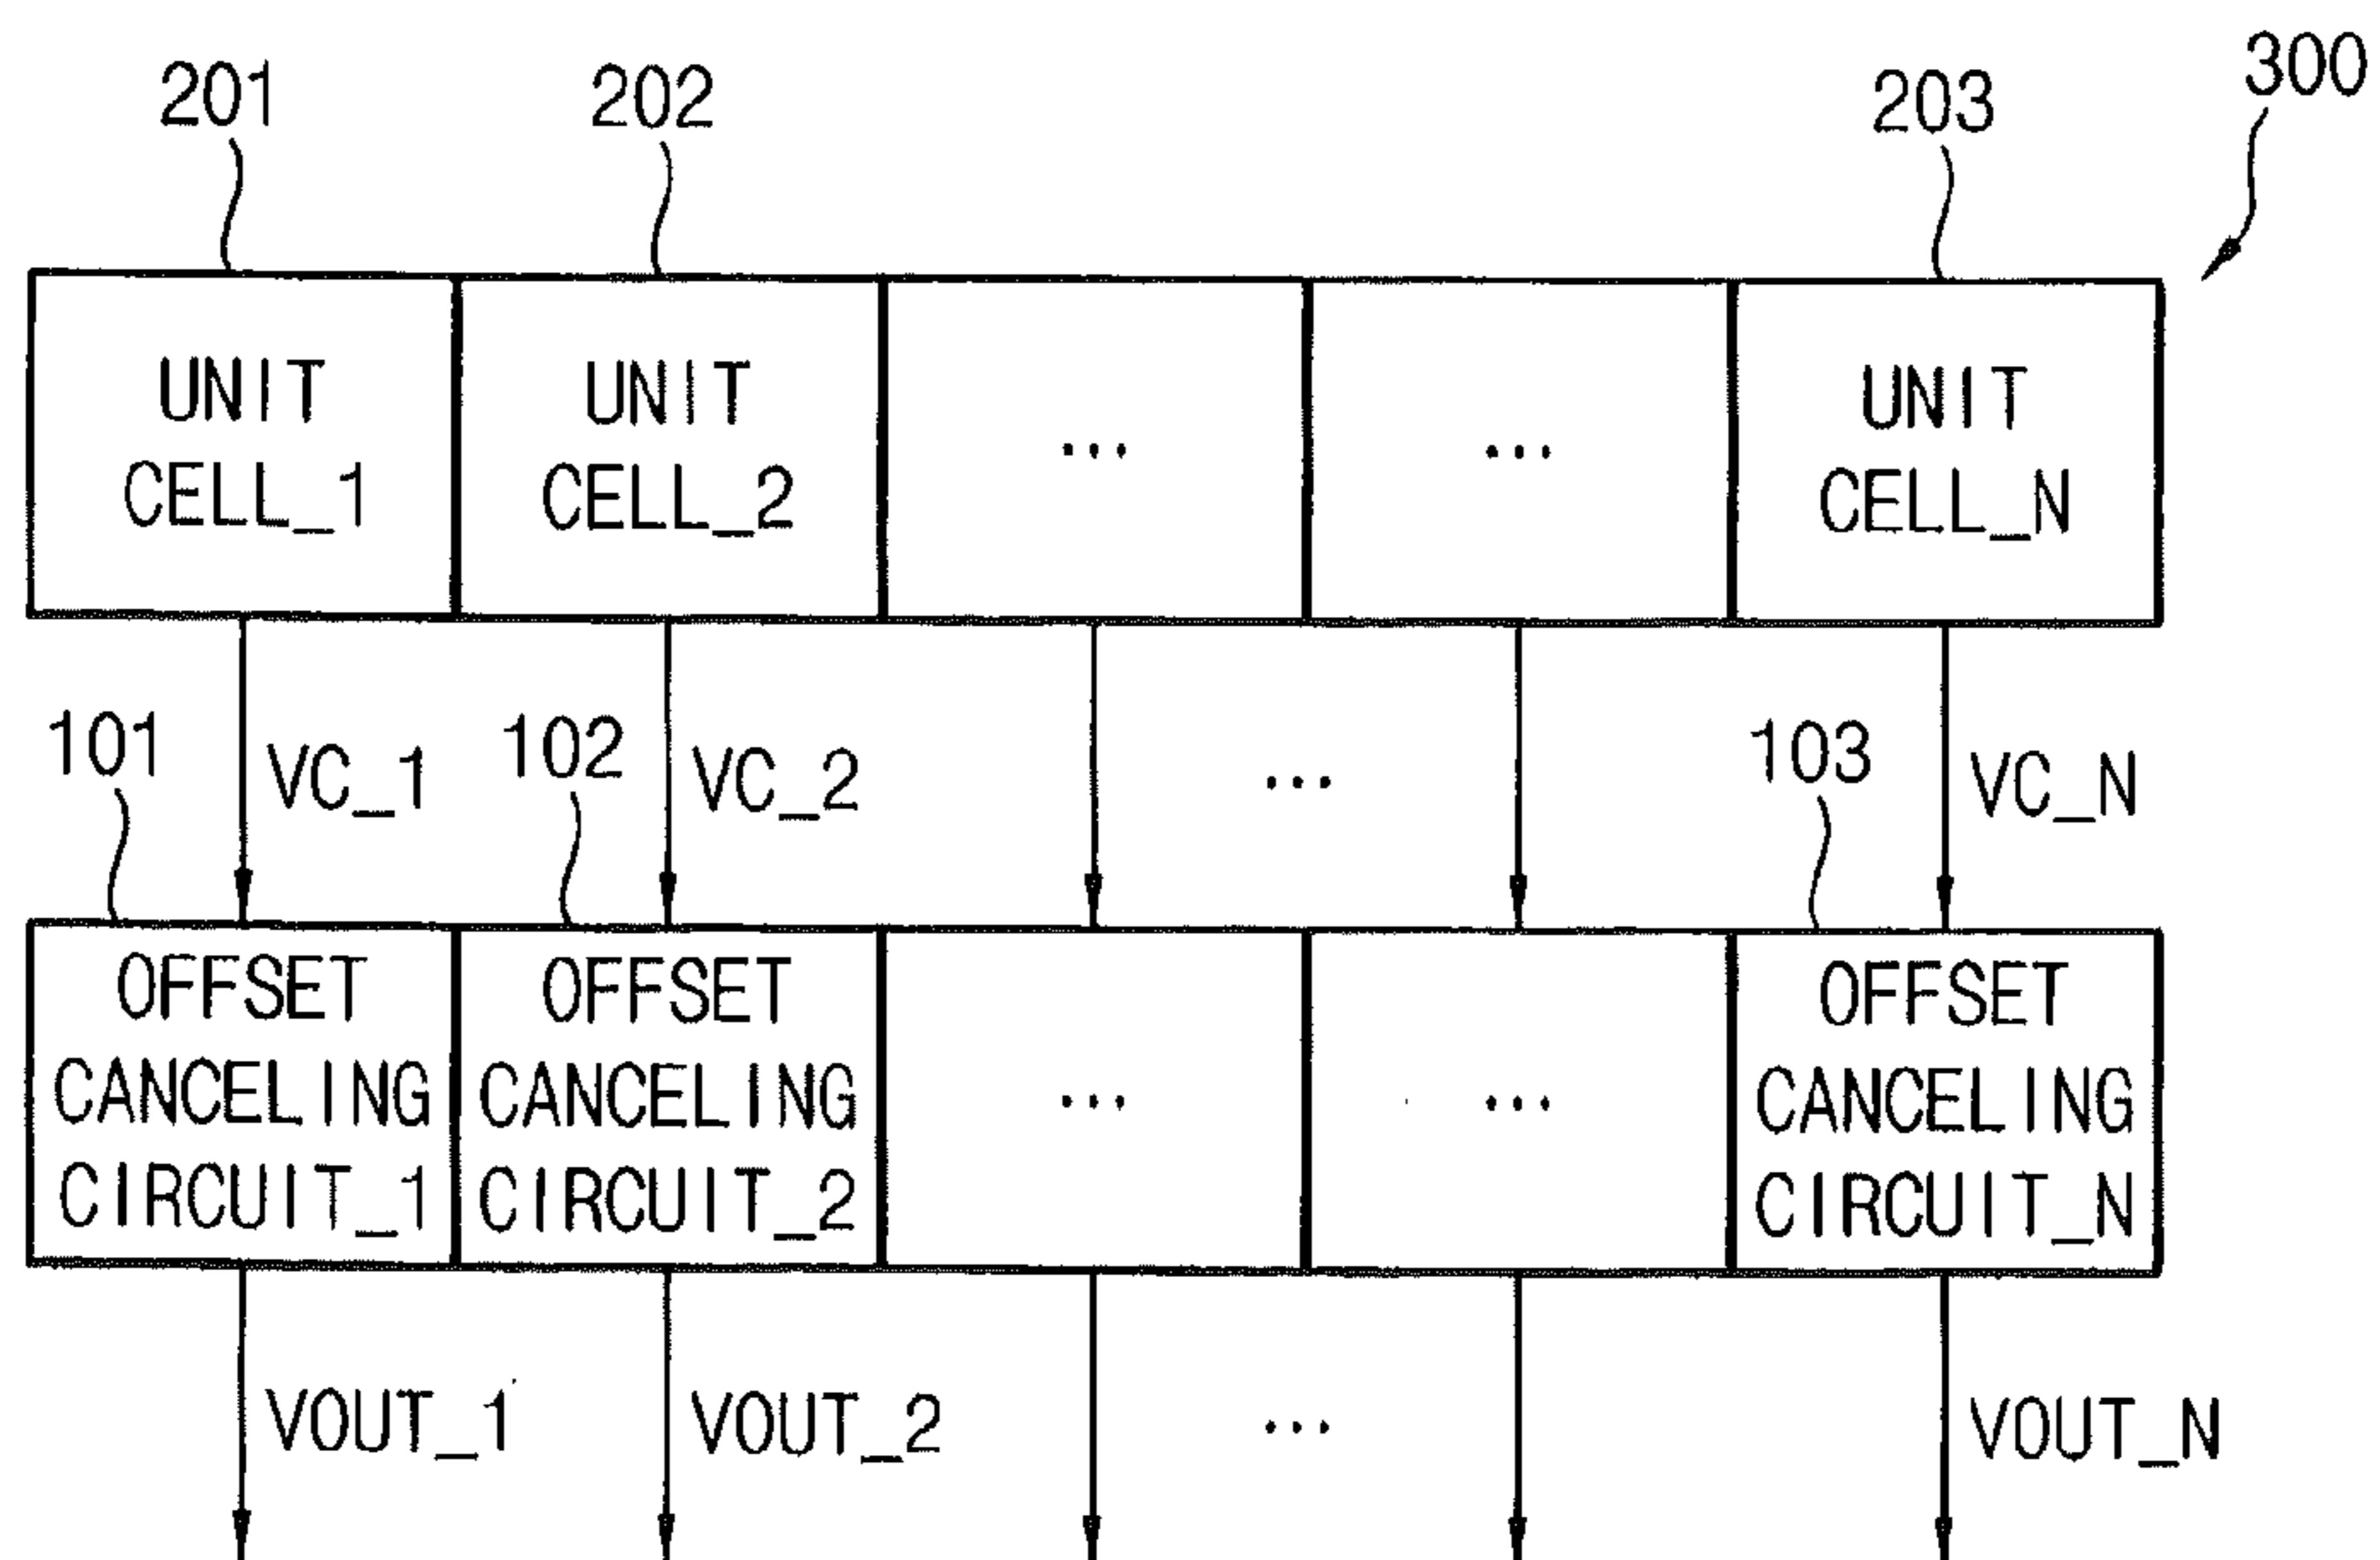 300
201 202 203
UNIT CELL_1
UNIT CELL_2
...
...
UNIT CELL_N
101 VC_1
102 VC_2
...
103 VC_N
OFFSET CANCELING CIRCUIT_1
OFFSET CANCELING CIRCUIT_2
...
...
OFFSET CANCELING CIRCUIT_N
VOUT_1
VOUT_2
...
VOUT_N